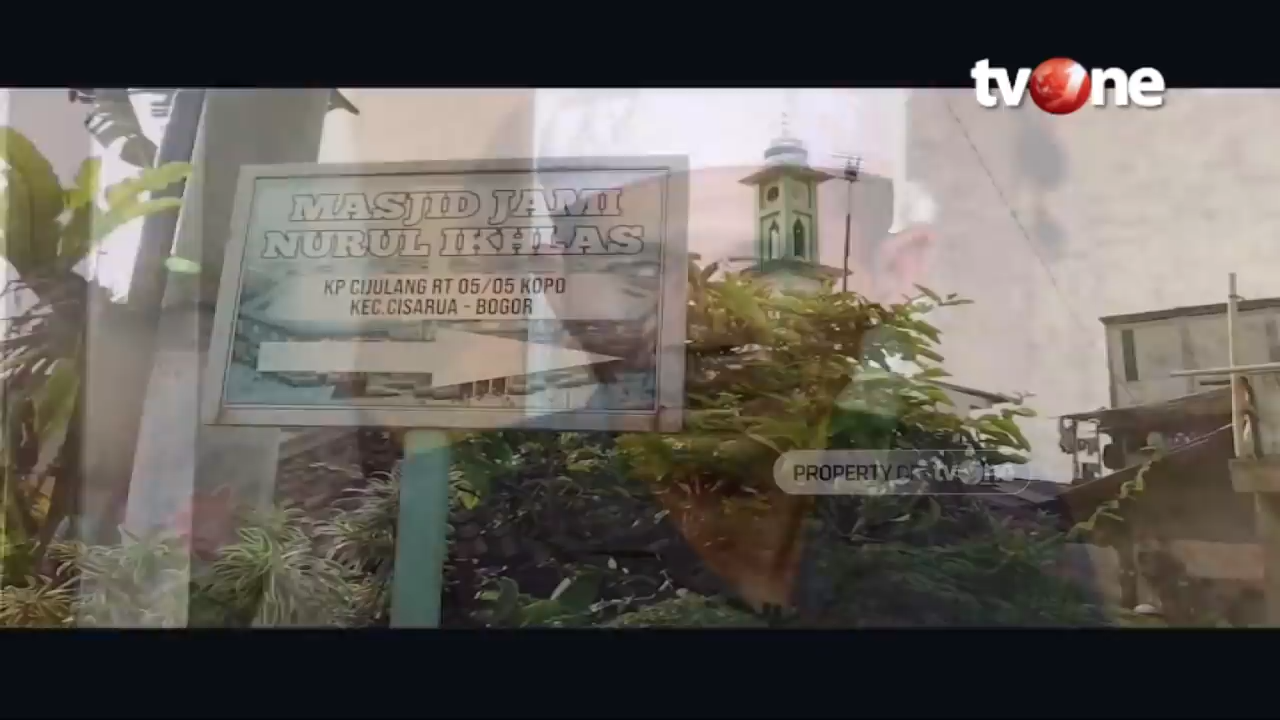 tvOne
MASJID JAMI
NURUL IKHLAS
KP CIJULANG RT 05/05 KOPO
KEC.CISARUA - BOGOR
PROPERTY OF tvOne